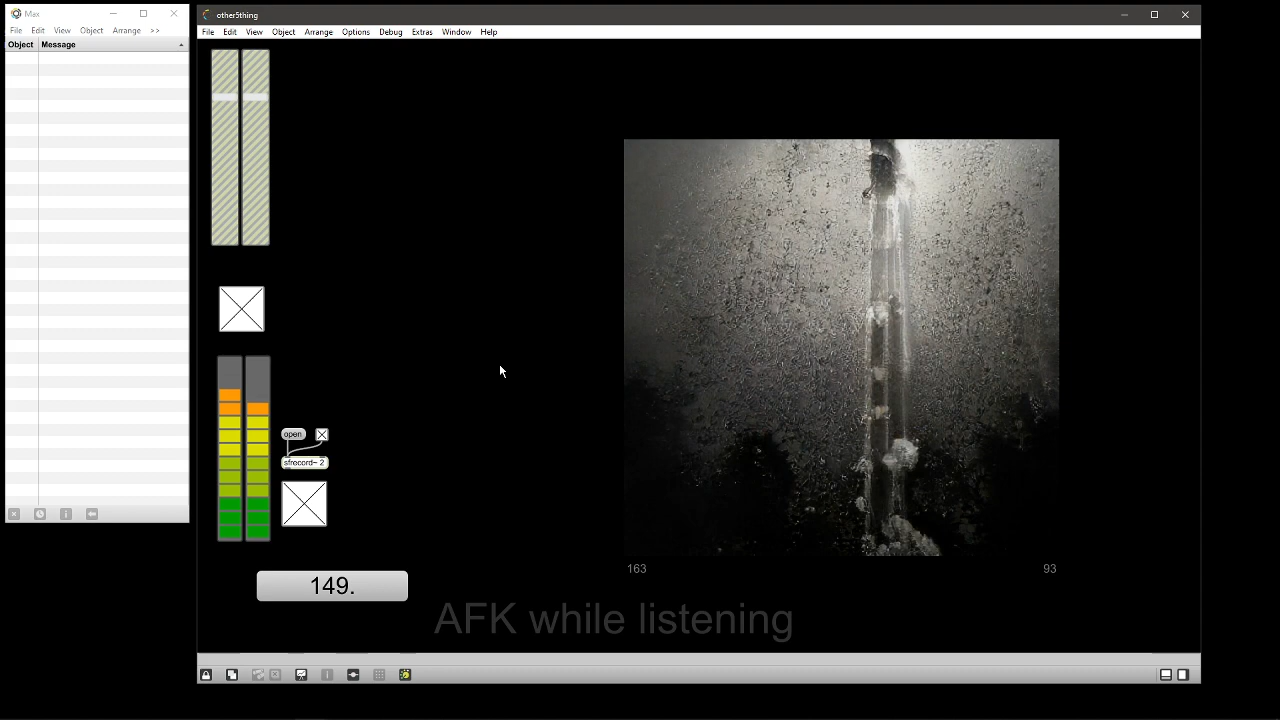 Max
File Edit View Object Arrange >>
Object Message
other5thing
File Edit View Object Arrange Options Debug Extras Window Help
open
sfrecord~ 2
149.
163 93
AFK while listening